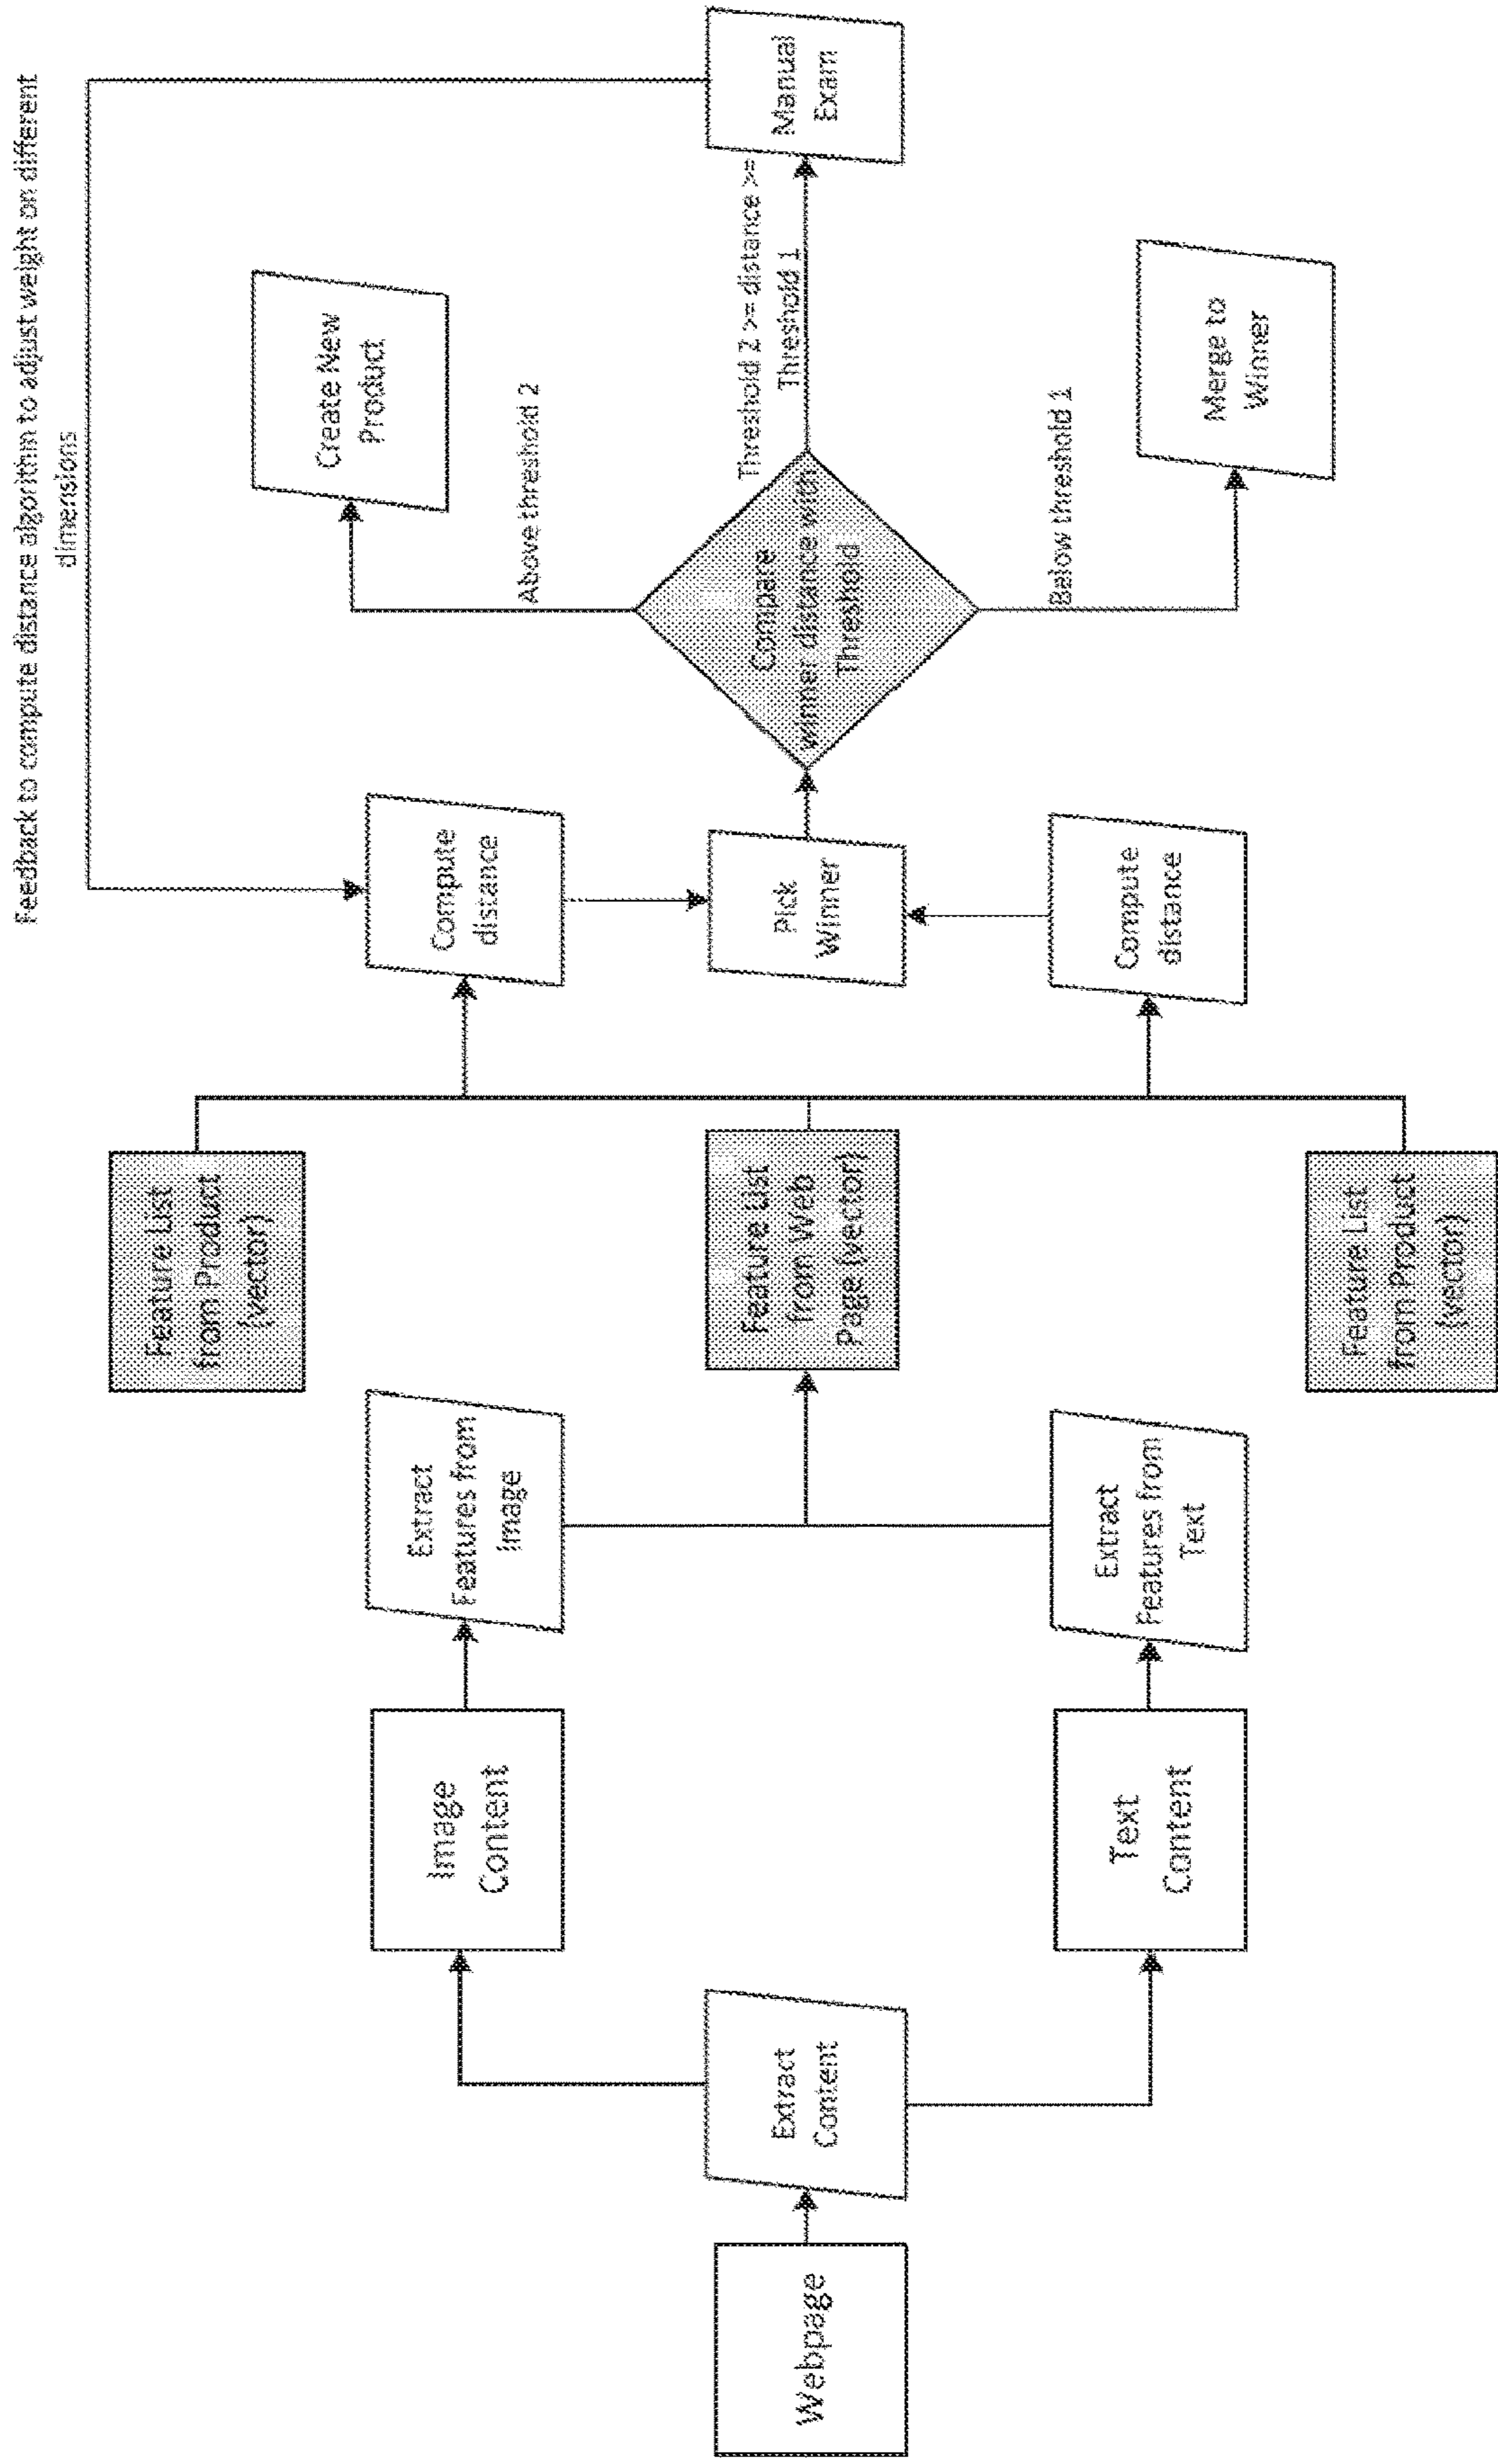 Feedback to compute distance algorithm to adjust weight on different
dimensions
Webpage
Extract
Content
Image
Content
Text
Content
Extract
Features from
Image
Extract
Features from
Text
Feature List
from Product
(vector)
Feature List
from Web
Page (vector)
Feature List
from Product
(vector)
Compute
distance
Pick
Winner
Compute
distance
Compare
winner distance with
Threshold
Above threshold 2
Threshold 2 >= distance >=
Threshold 1
Below threshold 1
Create New
Product
Manual
Exam
Merge to
Winner